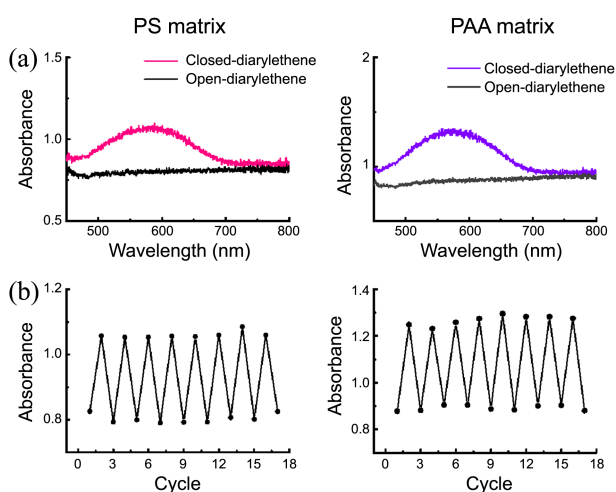 PS matrix
PAA matrix
(a)
1.5
1.0
0.5
Absorbance
Closed-diarylethene
Open-diarylethene
500
600
700
800
Wavelength (nm)
2
1
Absorbance
Closed-diarylethene
Open-diarylethene
500
600
700
800
Wavelength (nm)
(b)
1.2
1.0
0.8
Absorbance
0
3
6
9
12
15
18
Cycle
1.4
1.2
1.0
0.8
Absorbance
0
3
6
9
12
15
18
Cycle